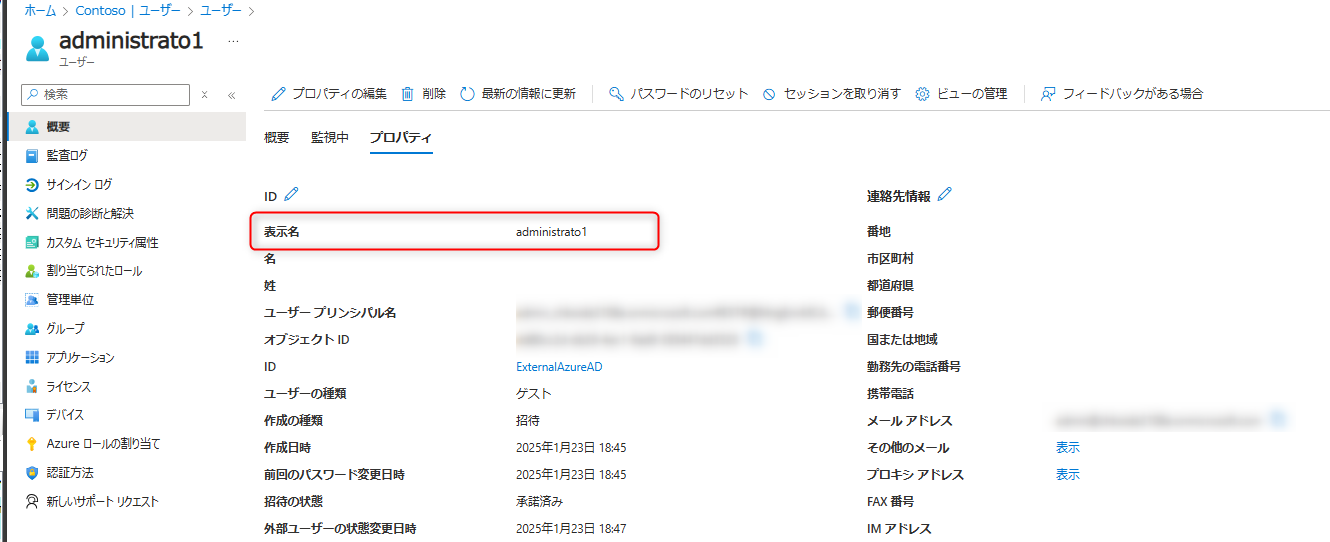 ホーム > Contoso | ユーザー > ユーザー >
administrato1 ...
ユーザー
検索
概要
監査ログ
サインイン ログ
問題の診断と解決
カスタム セキュリティ属性
割り当てられたロール
管理単位
グループ
アプリケーション
ライセンス
デバイス
Azure ロールの割り当て
認証方法
新しいサポート リクエスト
プロパティの編集 削除 最新の情報に更新 パスワードのリセット セッションを取り消す ビューの管理 フィードバックがある場合
概要 監視中 プロパティ
ID
表示名 administrato1
名
姓
ユーザー プリンシパル名
オブジェクト ID
ID ExternalAzureAD
ユーザーの種類 ゲスト
作成の種類 招待
作成日時 2025年1月23日 18:45
前回のパスワード変更日時 2025年1月23日 18:45
招待の状態 承諾済み
外部ユーザーの状態変更日時 2025年1月23日 18:47
連絡先情報
番地
市区町村
都道府県
郵便番号
国または地域
勤務先の電話番号
携帯電話
メール アドレス
その他のメール 表示
プロキシ アドレス 表示
FAX 番号
IM アドレス